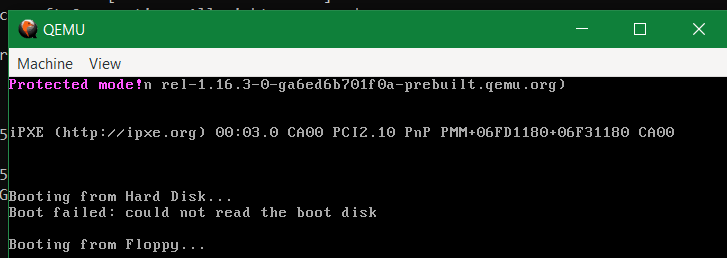 QEMU
Machine View
Protected mode!n rel-1.16.3-0-ga6ed6b701f0a-prebuilt.qemu.org)
iPXE (http://ipxe.org) 00:03.0 CA00 PCI2.10 PnP PMM+06FD1180+06F31180 CA00
Booting from Hard Disk...
Boot failed: could not read the boot disk
Booting from Floppy...